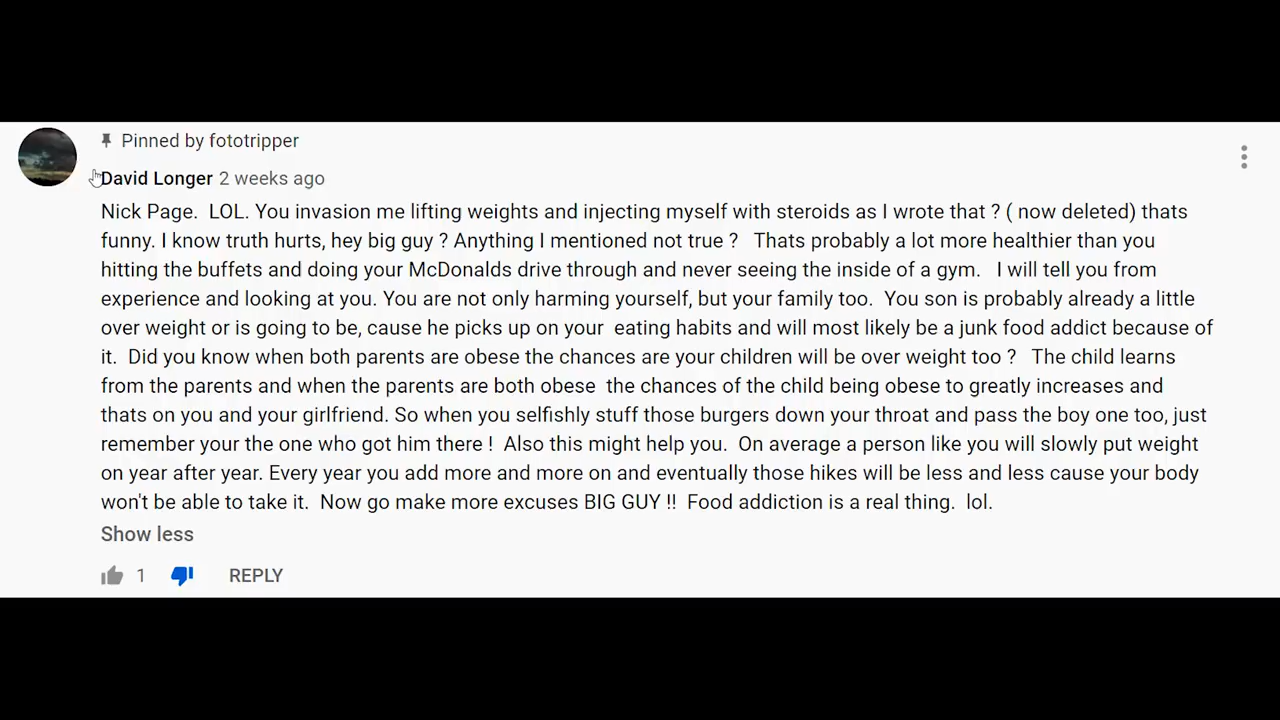 Pinned by fototripper
David Longer 2 weeks ago
Nick Page.  LOL. You invasion me lifting weights and injecting myself with steroids as I wrote that ? ( now deleted) thats
funny. I know truth hurts, hey big guy ? Anything I mentioned not true ?   Thats probably a lot more healthier than you
hitting the buffets and doing your McDonalds drive through and never seeing the inside of a gym.   I will tell you from
experience and looking at you. You are not only harming yourself, but your family too.  You son is probably already a little
over weight or is going to be, cause he picks up on your  eating habits and will most likely be a junk food addict because of
it.  Did you know when both parents are obese the chances are your children will be over weight too ?   The child learns
from the parents and when the parents are both obese  the chances of the child being obese to greatly increases and
thats on you and your girlfriend. So when you selfishly stuff those burgers down your throat and pass the boy one too, just
remember your the one who got him there !  Also this might help you.  On average a person like you will slowly put weight
on year after year. Every year you add more and more on and eventually those hikes will be less and less cause your body
won't be able to take it.  Now go make more excuses BIG GUY !!  Food addiction is a real thing.  lol.
Show less
1 REPLY